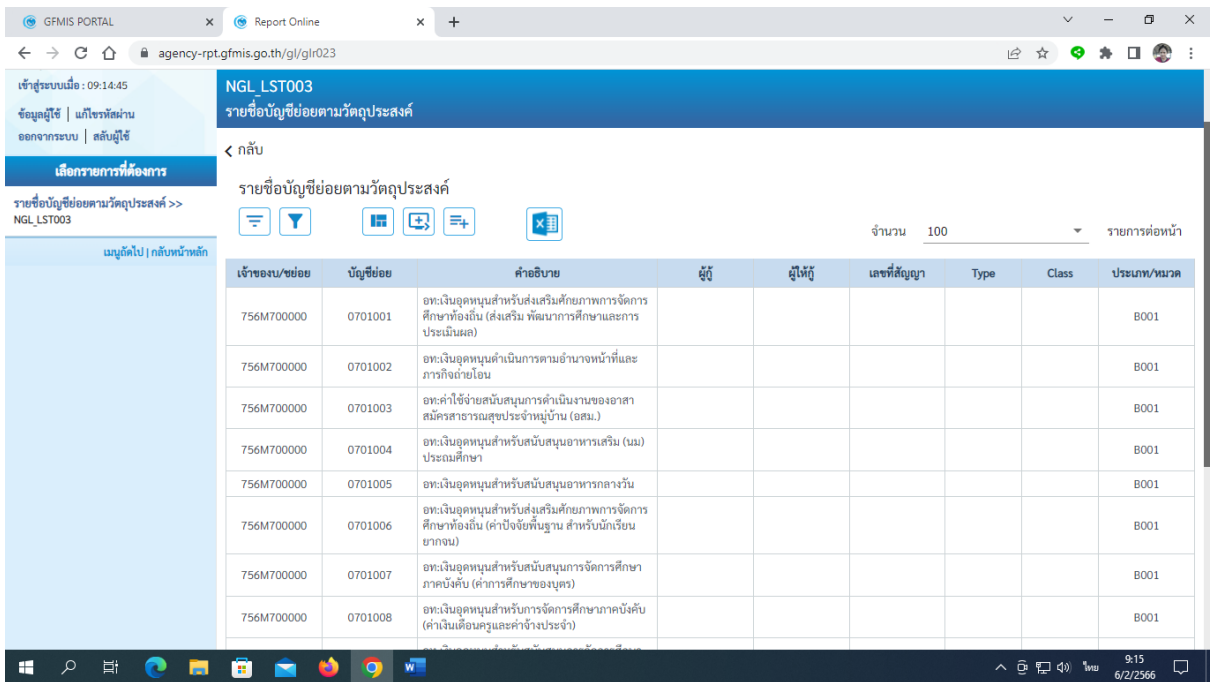 GFMIS PORTAL
Report Online
agency-rpt.gfmis.go.th/gl/glr023
เข้าสู่ระบบเมื่อ : 09:14:45
ข้อมูลผู้ใช้ | แก้ไขรหัสผ่าน
ออกจากระบบ | สลับผู้ใช้
เลือกรายการที่ต้องการ
รายชื่อบัญชีย่อยตามวัตถุประสงค์ >>
NGL_LST003
เมนูถัดไป | กลับหน้าหลัก
NGL_LST003
รายชื่อบัญชีย่อยตามวัตถุประสงค์
กลับ
รายชื่อบัญชีย่อยตามวัตถุประสงค์
จำนวน 100 รายการต่อหน้า
เจ้าของบ/ชย่อย บัญชีย่อย คำอธิบาย ผู้กู้ ผู้ให้กู้ เลขที่สัญญา Type Class ประเภท/หมวด
756M700000 0701001 อท:เงินอุดหนุนสำหรับส่งเสริมศักยภาพการจัดการ
ศึกษาท้องถิ่น (ส่งเสริม พัฒนาการศึกษาและการ
ประเมินผล) B001
756M700000 0701002 อท:เงินอุดหนุนดำเนินการตามอำนาจหน้าที่และ
ภารกิจถ่ายโอน B001
756M700000 0701003 อท:ค่าใช้จ่ายสนับสนุนการดำเนินงานของอาสา
สมัครสาธารณสุขประจำหมู่บ้าน (อสม.) B001
756M700000 0701004 อท:เงินอุดหนุนสำหรับสนับสนุนอาหารเสริม (นม)
ประถมศึกษา B001
756M700000 0701005 อท:เงินอุดหนุนสำหรับสนับสนุนอาหารกลางวัน B001
756M700000 0701006 อท:เงินอุดหนุนสำหรับส่งเสริมศักยภาพการจัดการ
ศึกษาท้องถิ่น (ค่าปัจจัยพื้นฐาน สำหรับนักเรียน
ยากจน) B001
756M700000 0701007 อท:เงินอุดหนุนสำหรับสนับสนุนการจัดการศึกษา
ภาคบังคับ (ค่าการศึกษาของบุตร) B001
756M700000 0701008 อท:เงินอุดหนุนสำหรับการจัดการศึกษาภาคบังคับ
(ค่าเงินเดือนครูและค่าจ้างประจำ) B001
ไทย
9:15
6/2/2566